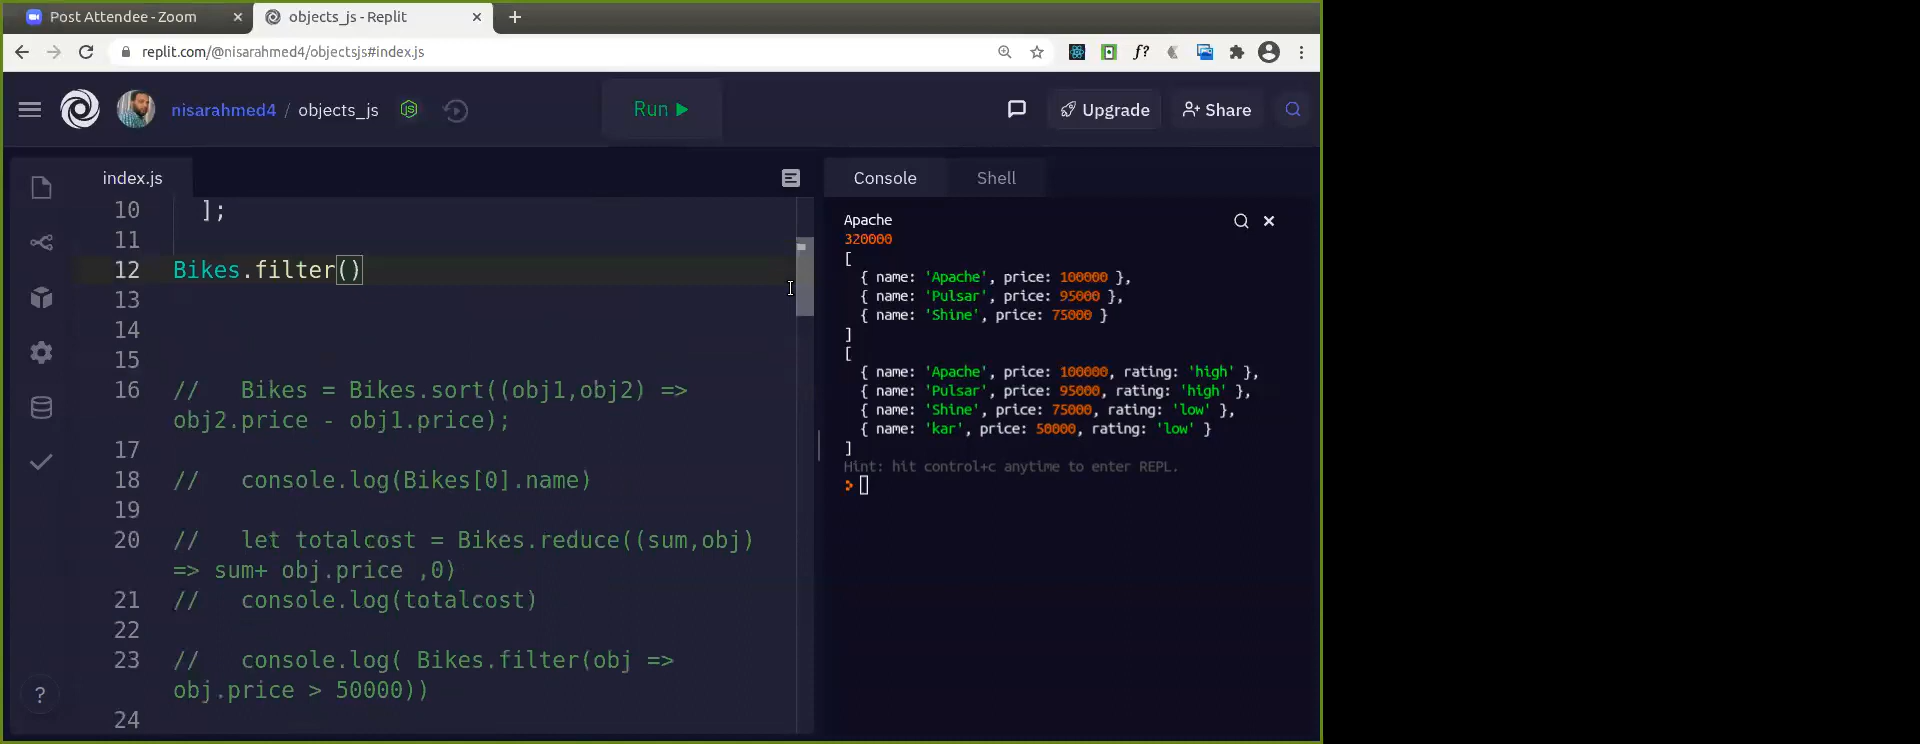 Post Attendee - Zoom
objects_js - Replit
replit.com/@nisarahmed4/objectsjs#index.js
f?
nisarahmed4 / objects_js
Run
Upgrade
Share
index.js
10 ];
11
12 Bikes.filter()
13
14
15
16 // Bikes = Bikes.sort((obj1,obj2) =>
obj2.price - obj1.price);
17
18 // console.log(Bikes[0].name)
19
20 // let totalcost = Bikes.reduce((sum,obj)
=> sum+ obj.price ,0)
21 // console.log(totalcost)
22
23 // console.log( Bikes.filter(obj =>
obj.price > 50000))
24
?
Console
Shell
Apache
320000
[
{ name: 'Apache', price: 100000 },
{ name: 'Pulsar', price: 95000 },
{ name: 'Shine', price: 75000 }
]
[
{ name: 'Apache', price: 100000, rating: 'high' },
{ name: 'Pulsar', price: 95000, rating: 'high' },
{ name: 'Shine', price: 75000, rating: 'low' },
{ name: 'kar', price: 50000, rating: 'low' }
]
Hint: hit control+c anytime to enter REPL.
>